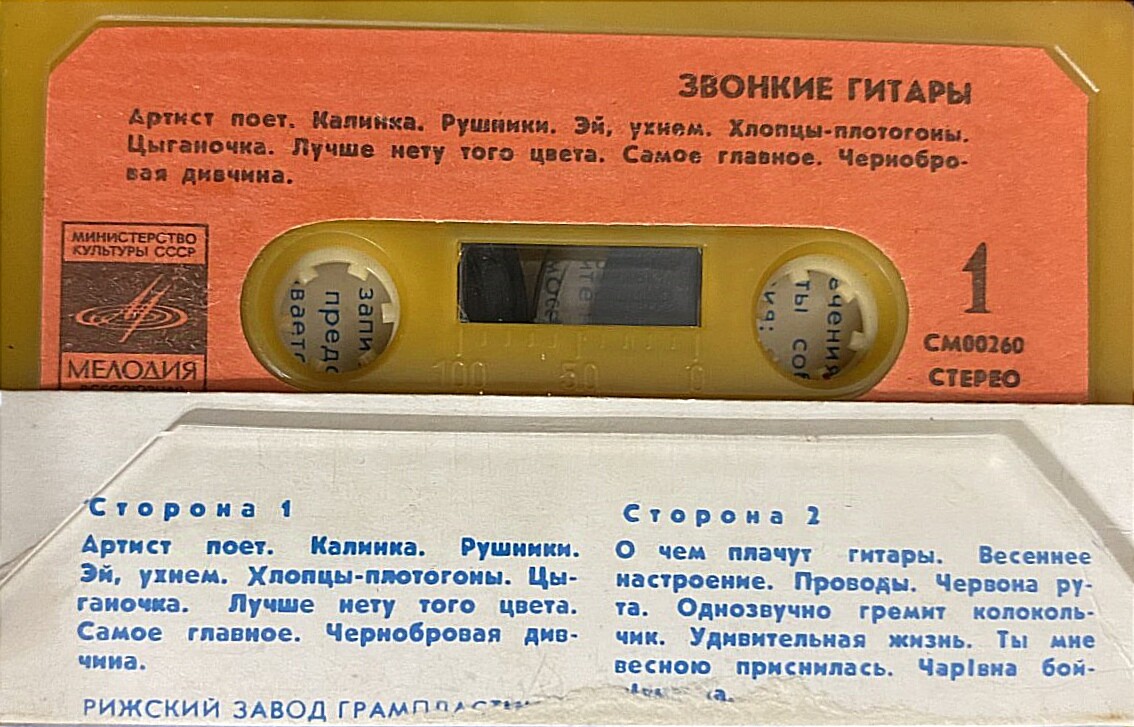 ЗВОНКИЕ ГИТАРЫ
Артист поет. Калинка. Рушники. Эй, ухнем. Хлопцы-плотогоны.
Цыганочка. Лучше нету того цвета. Самое главное. Чернобро-
вая дивчина.
МИНИСТЕРСТВО
КУЛЬТУРЫ СССР
МЕЛОДИЯ
1
СМ00260
СТЕРЕО
100 50 0
Сторона 1
Артист поет. Калинка. Рушники.
Эй, ухнем. Хлопцы-плотогоны. Цы-
ганочка. Лучше нету того цвета.
Самое главное. Чернобровая див-
чина.
РИЖСКИЙ ЗАВОД
Сторона 2
О чем плачут гитары. Весеннее
настроение. Проводы. Червона ру-
та. Однозвучно гремит колоколь-
чик. Удивительная жизнь. Ты мне
весною приснилась. Чарівна бой-